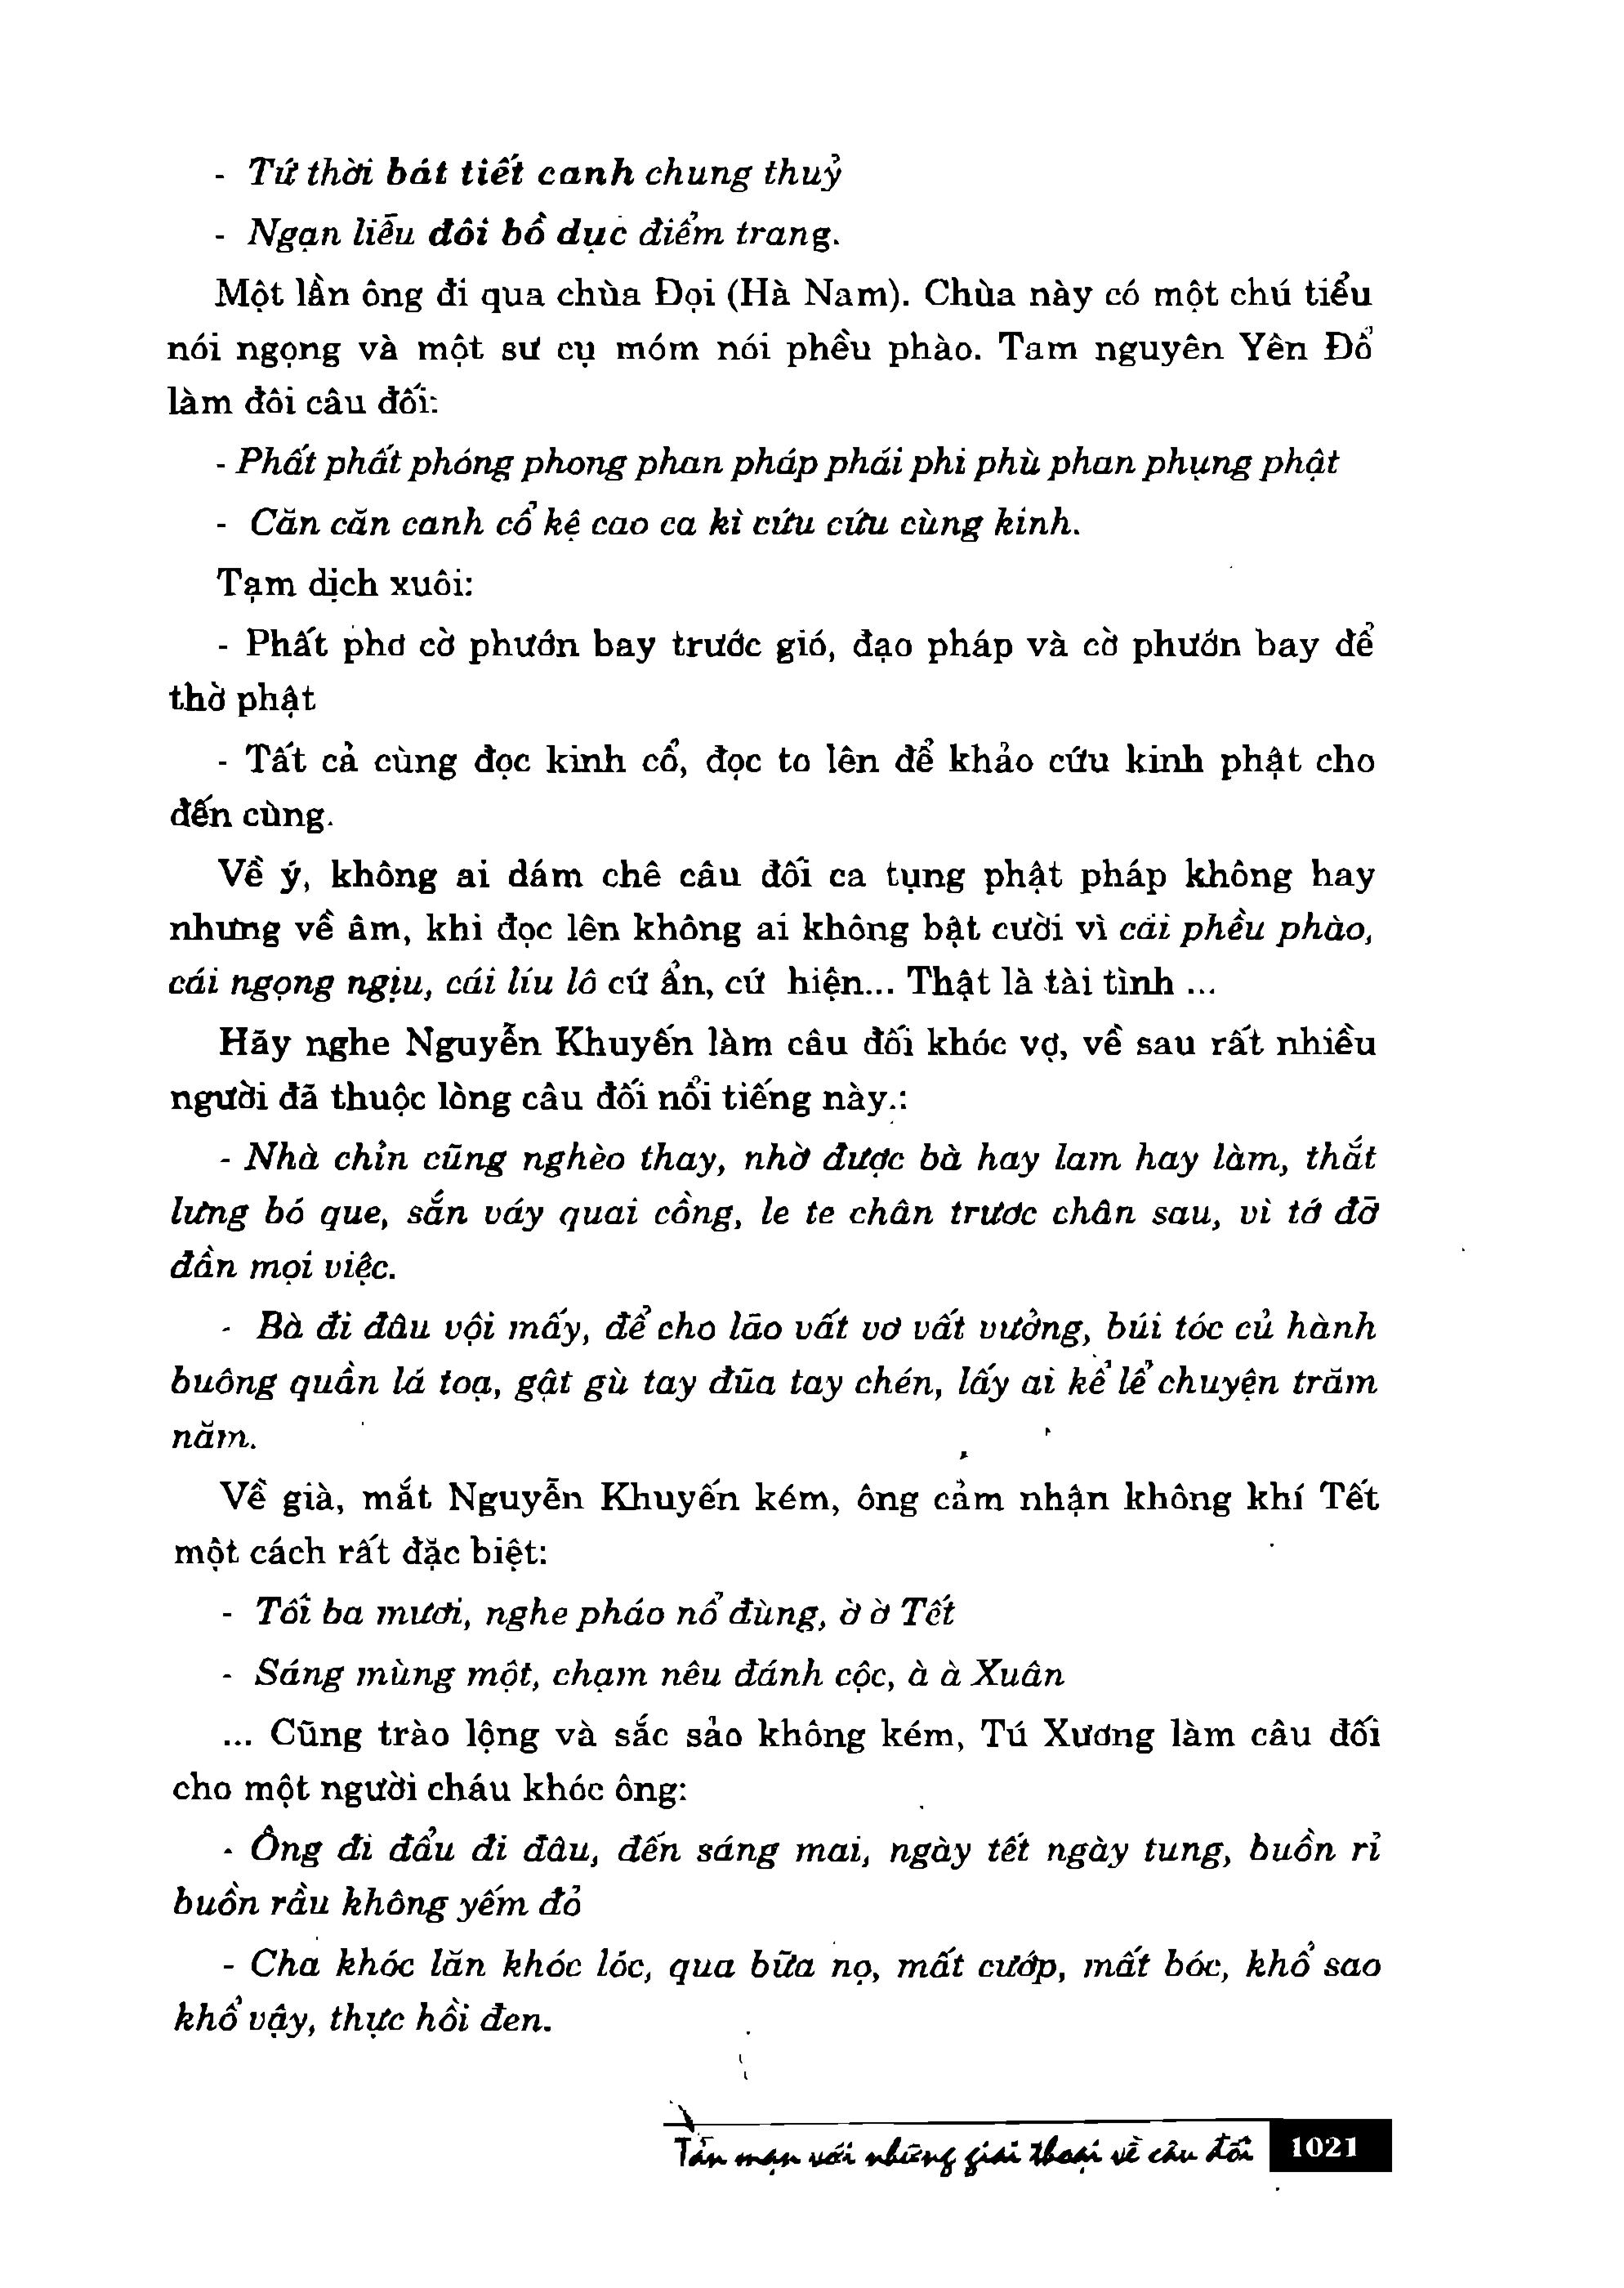 - Tứ thời bát tiết canh chung thuỷ
- Ngạn liễu đôi bồ dục điểm trang.
Một lần ông đi qua chùa Đọi (Hà Nam). Chùa này có một chú tiểu
nói ngọng và một sư cụ móm nói phều phào. Tam nguyên Yên Đổ
làm đôi câu đối:
- Phất phất phóng phong phan pháp phái phi phù phan phụng phật
- Căn căn canh cổ kệ cao ca kì cứu cứu cùng kinh.
Tạm dịch xuôi:
- Phất phơ cờ phướn bay trước gió, đạo pháp và cờ phướn bay để
thờ phật
- Tất cả cùng đọc kinh cổ, đọc to lên để khảo cứu kinh phật cho
đến cùng.
Về ý, không ai dám chê câu đối ca tụng phật pháp không hay
nhưng về âm, khi đọc lên không ai không bật cười vì cái phều phào,
cái ngọng ngịu, cái líu lô cứ ẩn, cứ hiện... Thật là tài tình ...
Hãy nghe Nguyễn Khuyến làm câu đối khóc vợ, về sau rất nhiều
người đã thuộc lòng câu đối nổi tiếng này.:
- Nhà chỉn cũng nghèo thay, nhờ được bà hay lam hay làm, thắt
lưng bó que, sắn váy quai cồng, le te chân trươc chân sau, vì tớ đỡ
đần mọi việc.
- Bà đi đâu vội mấy, để cho lão vất vơ vất vưởng, búi tóc củ hành
buông quần lá toạ, gật gù tay đũa tay chén, lấy ai kể lể chuyện trăm
năm.
Về già, mắt Nguyễn Khuyến kém, ông cảm nhận không khí Tết
một cách rất đặc biệt:
- Tối ba mươi, nghe pháo nổ đùng, ờ ờ Tết
- Sáng mùng một, chạm nêu đánh cộc, à à Xuân
... Cũng trào lộng và sắc sảo không kém, Tú Xương làm câu đối
cho một người cháu khóc ông:
- Ông đi đẩu đi đâu, đến sáng mai, ngày tết ngày tung, buồn rỉ
buồn rầu không yếm đỏ
- Cha khóc lăn khóc lóc, qua bữa nọ, mất cướp, mất bóc, khổ sao
khổ vậy, thực hồi đen.
Tản mạn với những giai thoại về câu đối 1021